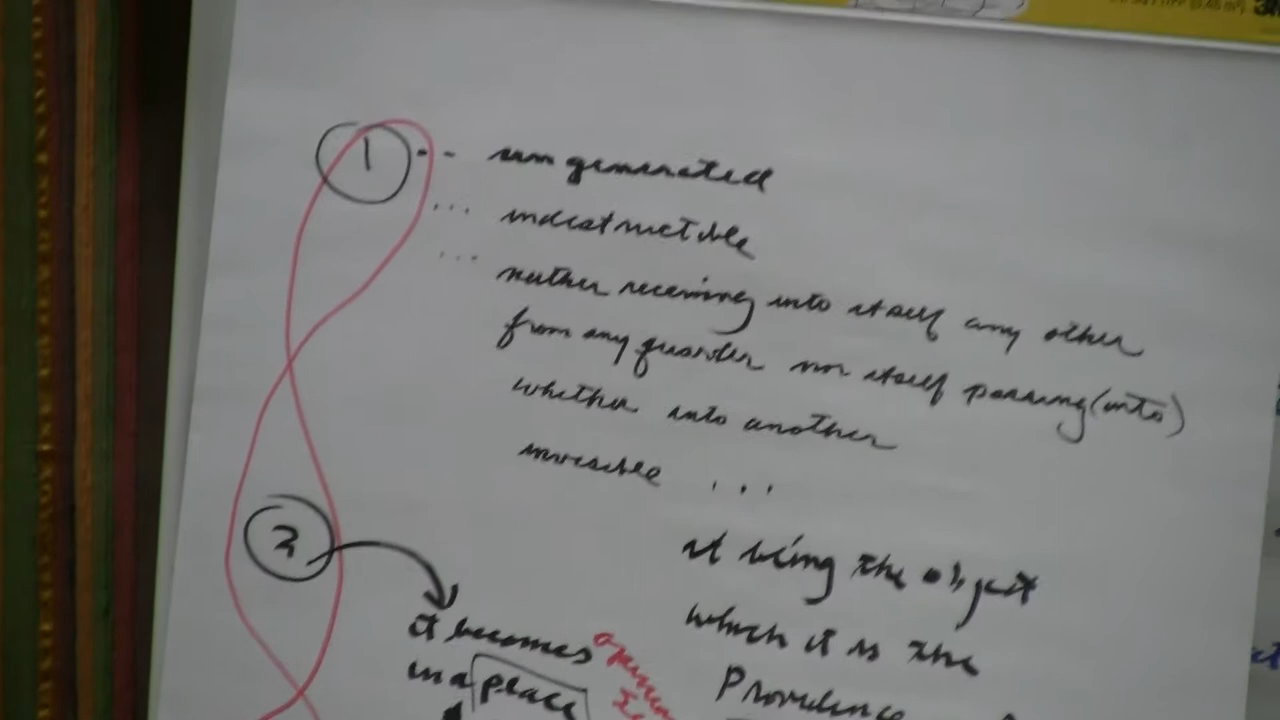 1 -- ungenerated
... indestructible
... neither receiving into itself any other
from any quarter nor itself passing (into)
whither into another
invisible ...
2
it being the object
which it is the
Providence
it becomes
in a place